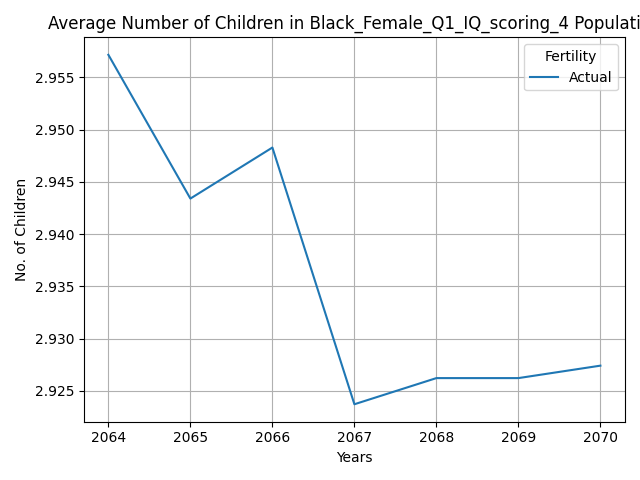 Average Number of Children in Black_Female_Q1_IQ_scoring_4 Populati
Fertility
Actual
2.955
2.950
2.945
2.940
2.935
2.930
2.925
No. of Children
2064 2065 2066 2067 2068 2069 2070
Years